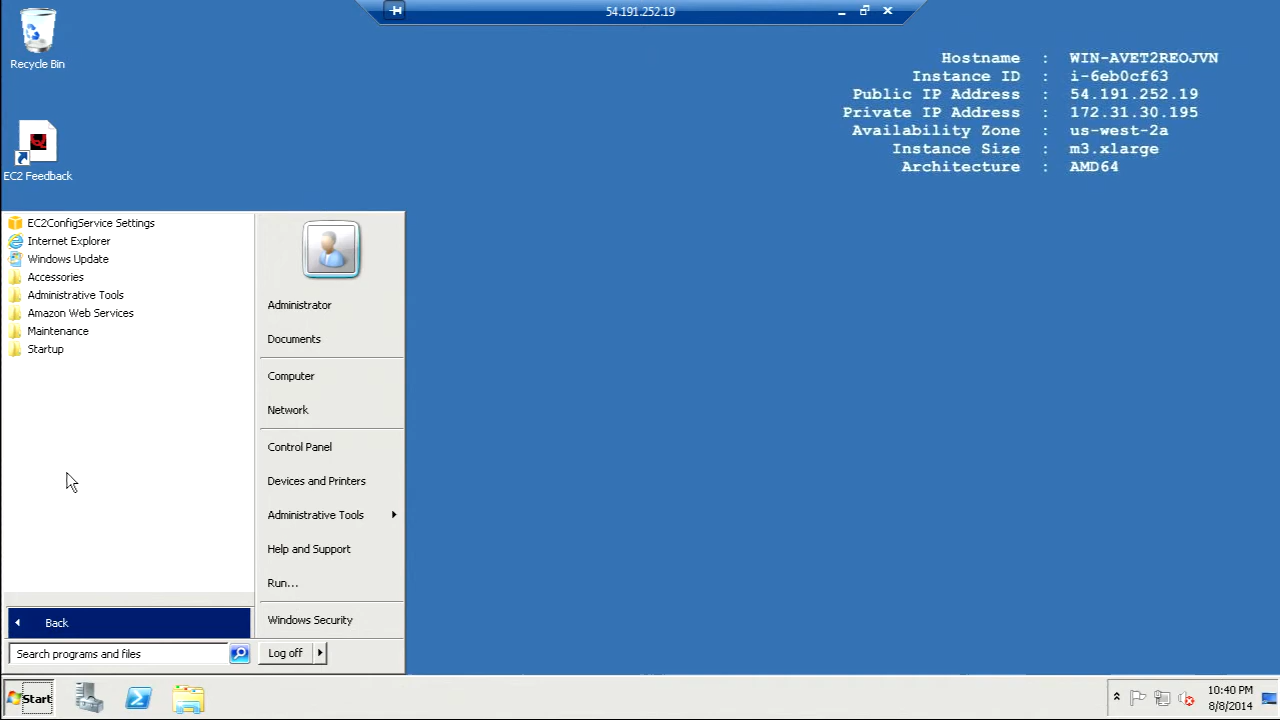 54.191.252.19
Recycle Bin
EC2 Feedback
Hostname : WIN-AVET2REOJVN
Instance ID : i-6eb0cf63
Public IP Address : 54.191.252.19
Private IP Address : 172.31.30.195
Availability Zone : us-west-2a
Instance Size : m3.xlarge
Architecture : AMD64
EC2ConfigService Settings
Internet Explorer
Windows Update
Accessories
Administrative Tools
Amazon Web Services
Maintenance
Startup
Back
Search programs and files
Administrator
Documents
Computer
Network
Control Panel
Devices and Printers
Administrative Tools
Help and Support
Run...
Windows Security
Log off
Start
10:40 PM
8/8/2014